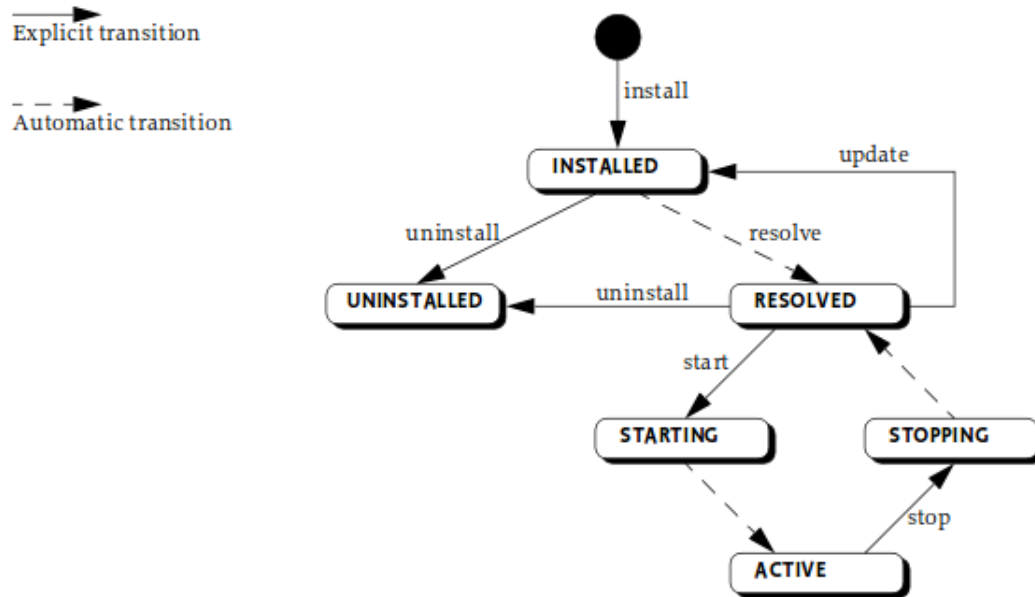 Explicit transition
Automatic transition
install
INSTALLED
update
uninstall
resolve
UNINSTALLED
uninstall
RESOLVED
start
STARTING
STOPPING
stop
ACTIVE